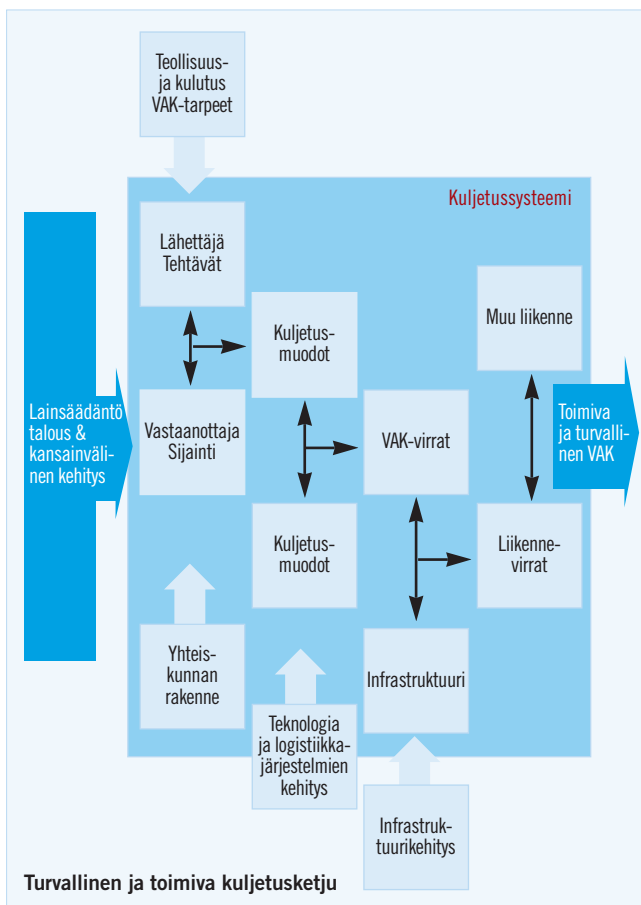 Teollisuus-
ja kulutus
VAK-tarpeet
Kuljetussysteemi
Lähettäjä
Tehtävät
Kuljetus-
muodot
Muu liikenne
Lainsäädäntö
talous &
kansainväli-
nen kehitys
Vastaanottaja
Sijainti
VAK-virrat
Toimiva
ja turvalli-
nen VAK
Kuljetus-
muodot
Liikenne-
virrat
Yhteis-
kunnan
rakenne
Infrastruktuuri
Teknologia
ja logistiikka-
järjestelmien
kehitys
Infrastruk-
tuurikehitys
Turvallinen ja toimiva kuljetusketju